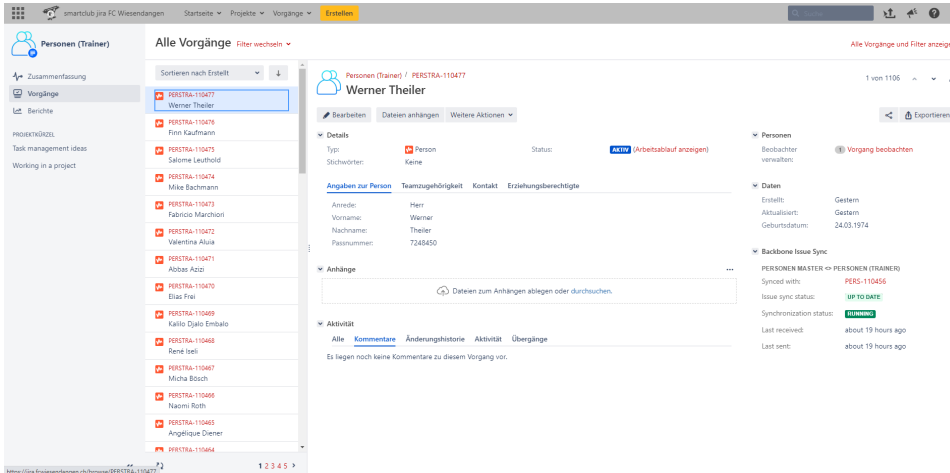 smartclub jira FC Wiesendangen Startseite Projekte Vorgänge Erstellen Suche
Personen (Trainer)
Zusammenfassung
Vorgänge
Berichte
PROJEKTKÜRZEL
Task management ideas
Working in a project
Alle Vorgänge Filter wechseln
Alle Vorgänge und Filter anzeige
Sortieren nach Erstellt
PERSTRA-110477
Werner Theiler
PERSTRA-110476
Finn Kaufmann
PERSTRA-110475
Salome Leuthold
PERSTRA-110474
Mike Bachmann
PERSTRA-110473
Fabricio Marchiori
PERSTRA-110472
Valentina Aluia
PERSTRA-110471
Abbas Azizi
PERSTRA-110470
Elias Frei
PERSTRA-110469
Kalilo Djalo Embalo
PERSTRA-110468
René Iseli
PERSTRA-110467
Micha Bösch
PERSTRA-110466
Naomi Roth
PERSTRA-110465
Angélique Diener
PERSTRA-110464
1 2 3 4 5
https://jira.fcwiesendangen.ch/browse/PERSTRA-110477
Personen (Trainer) / PERSTRA-110477
Werner Theiler
1 von 1106
Bearbeiten Dateien anhängen Weitere Aktionen
Exportieren
Details
Typ: Person Status: AKTIV (Arbeitsablauf anzeigen)
Stichwörter: Keine
Angaben zur Person Teamzugehörigkeit Kontakt Erziehungsberechtigte
Anrede: Herr
Vorname: Werner
Nachname: Theiler
Passnummer: 7248450
Anhänge
Dateien zum Anhängen ablegen oder durchsuchen.
Aktivität
Alle Kommentare Änderungshistorie Aktivität Übergänge
Es liegen noch keine Kommentare zu diesem Vorgang vor.
Personen
Beobachter 1 Vorgang beobachten
verwalten:
Daten
Erstellt: Gestern
Aktualisiert: Gestern
Geburtsdatum: 24.03.1974
Backbone Issue Sync
PERSONEN MASTER <> PERSONEN (TRAINER)
Synced with: PERS-110456
Issue sync status: UP TO DATE
Synchronization status: RUNNING
Last received: about 19 hours ago
Last sent: about 19 hours ago